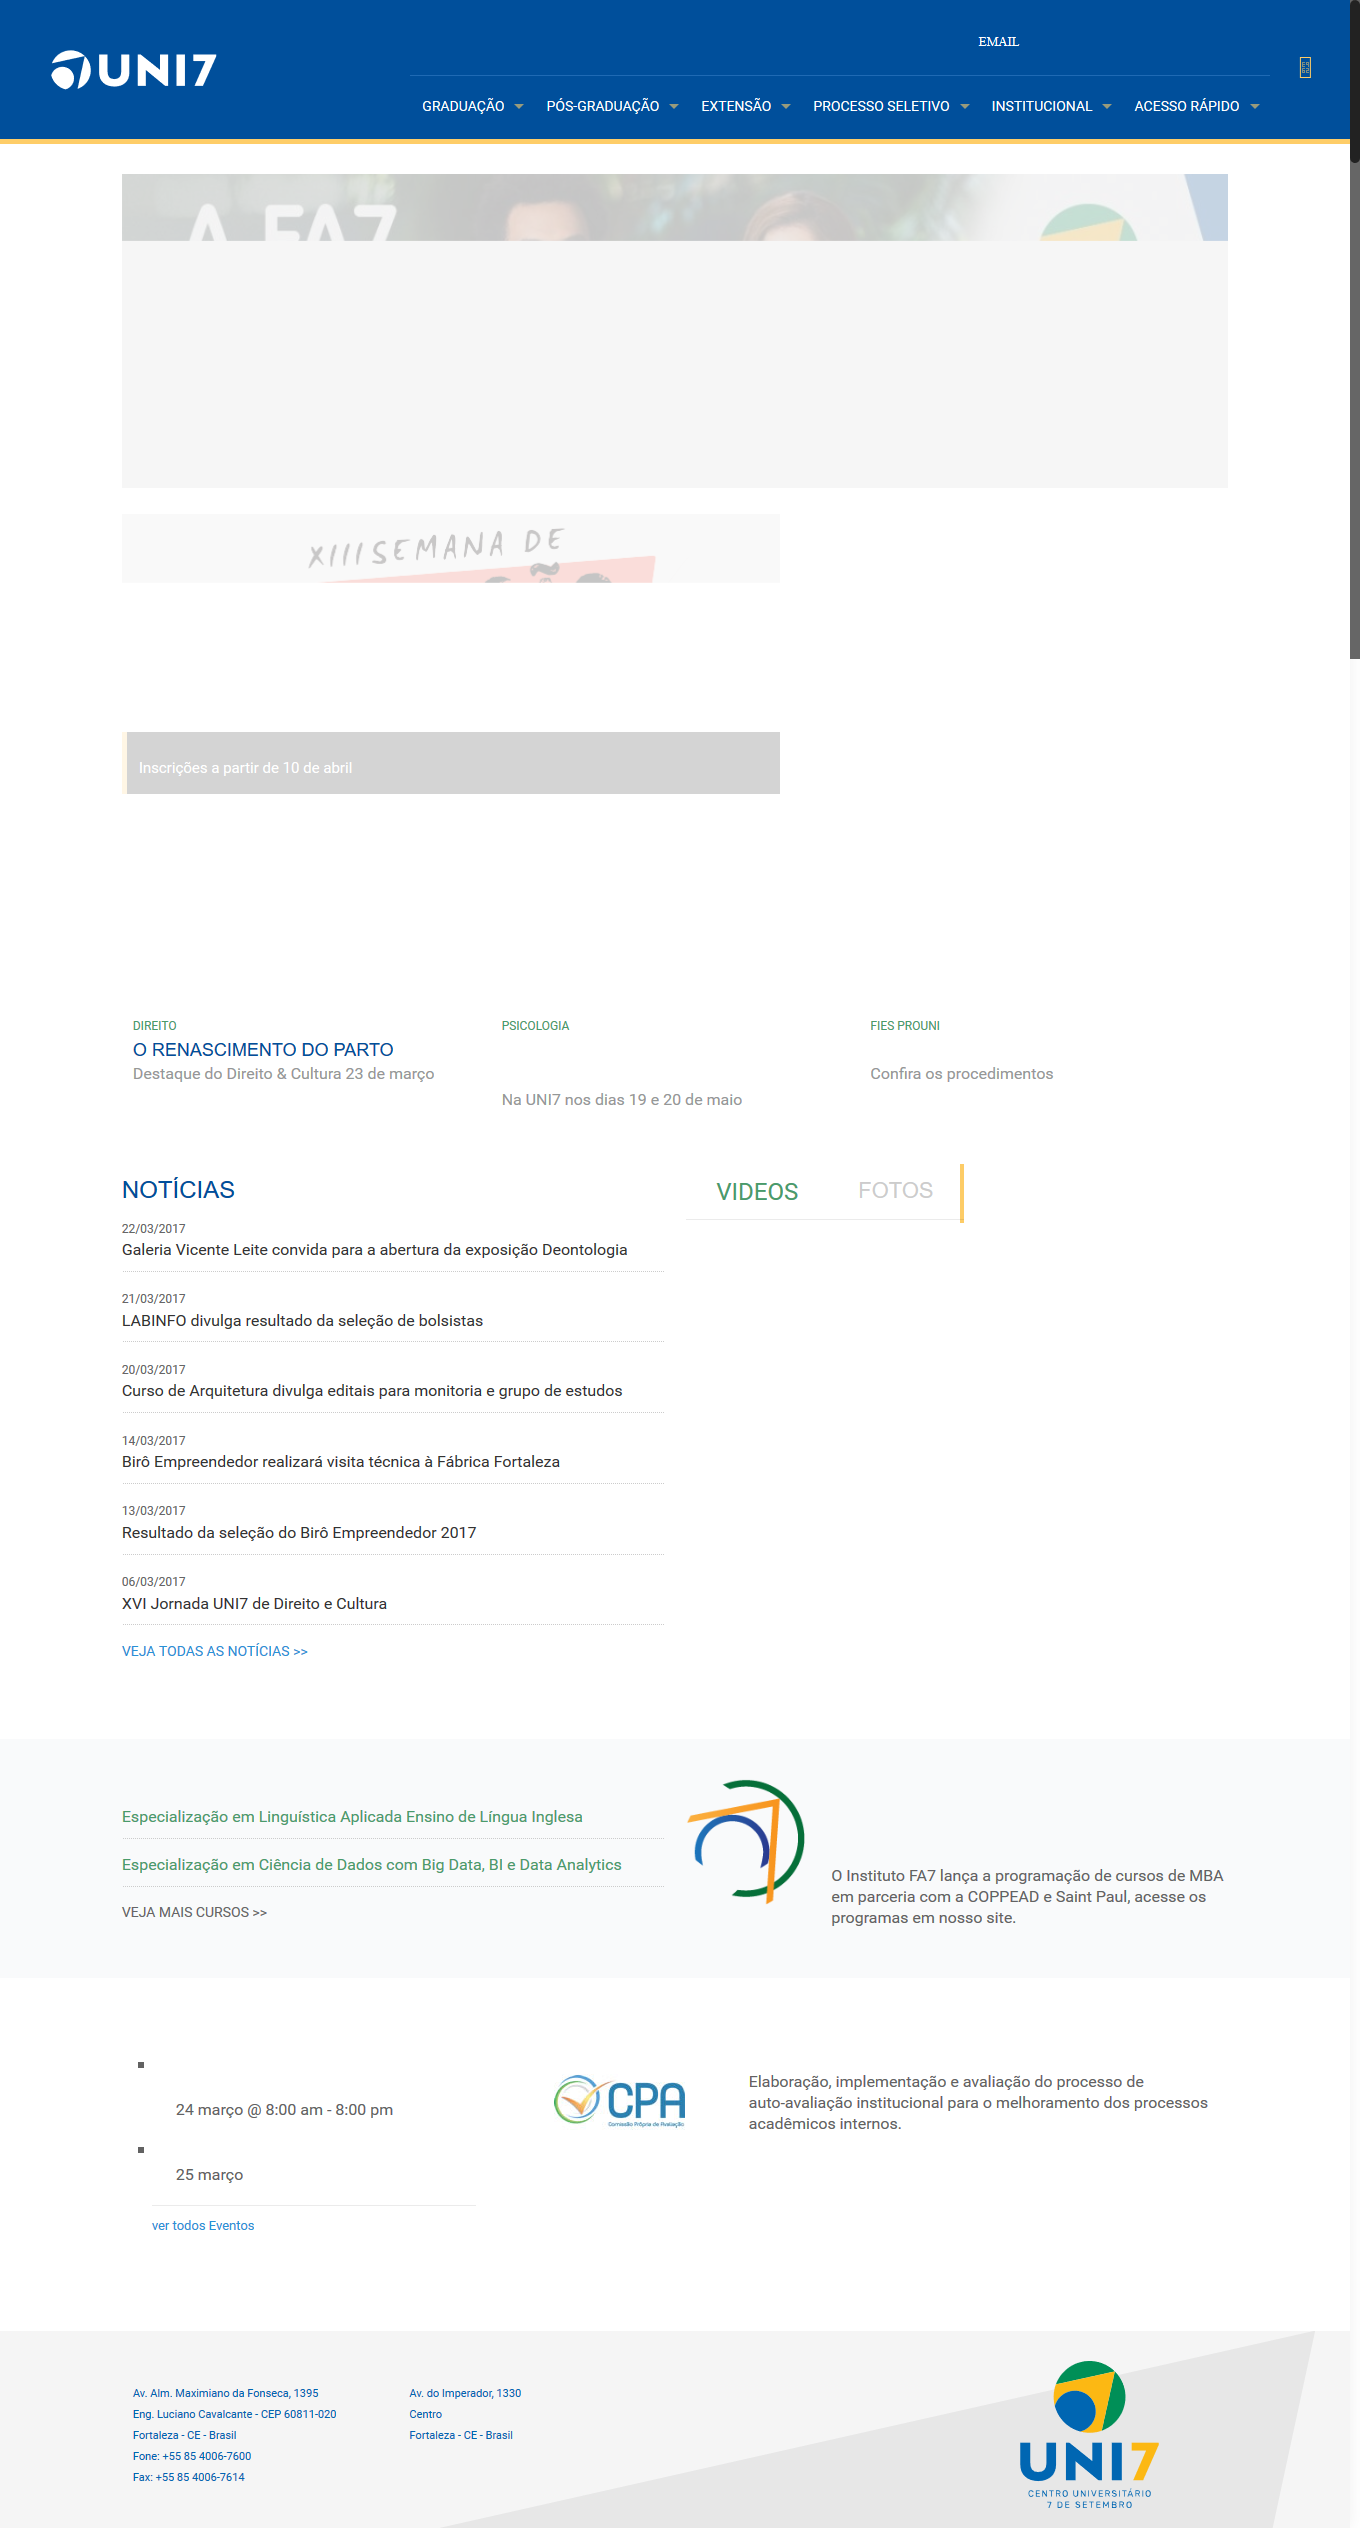 UNI7
EMAIL
GRADUAÇÃO
PÓS-GRADUAÇÃO
EXTENSÃO
PROCESSO SELETIVO
INSTITUCIONAL
ACESSO RÁPIDO
A FA7
XIII SEMANA DE
Inscrições a partir de 10 de abril
DIREITO
O RENASCIMENTO DO PARTO
Destaque do Direito & Cultura 23 de março
PSICOLOGIA
Na UNI7 nos dias 19 e 20 de maio
FIES PROUNI
Confira os procedimentos
NOTÍCIAS
22/03/2017
Galeria Vicente Leite convida para a abertura da exposição Deontologia
21/03/2017
LABINFO divulga resultado da seleção de bolsistas
20/03/2017
Curso de Arquitetura divulga editais para monitoria e grupo de estudos
14/03/2017
Birô Empreendedor realizará visita técnica à Fábrica Fortaleza
13/03/2017
Resultado da seleção do Birô Empreendedor 2017
06/03/2017
XVI Jornada UNI7 de Direito e Cultura
VEJA TODAS AS NOTÍCIAS >>
VIDEOS
FOTOS
Especialização em Linguística Aplicada Ensino de Língua Inglesa
Especialização em Ciência de Dados com Big Data, BI e Data Analytics
VEJA MAIS CURSOS >>
O Instituto FA7 lança a programação de cursos de MBA
em parceria com a COPPEAD e Saint Paul, acesse os
programas em nosso site.
24 março @ 8:00 am - 8:00 pm
25 março
ver todos Eventos
CPA
Comissão Própria de Avaliação
Elaboração, implementação e avaliação do processo de
auto-avaliação institucional para o melhoramento dos processos
acadêmicos internos.
Av. Alm. Maximiano da Fonseca, 1395
Eng. Luciano Cavalcante - CEP 60811-020
Fortaleza - CE - Brasil
Fone: +55 85 4006-7600
Fax: +55 85 4006-7614
Av. do Imperador, 1330
Centro
Fortaleza - CE - Brasil
UNI7
CENTRO UNIVERSITÁRIO
7 DE SETEMBRO